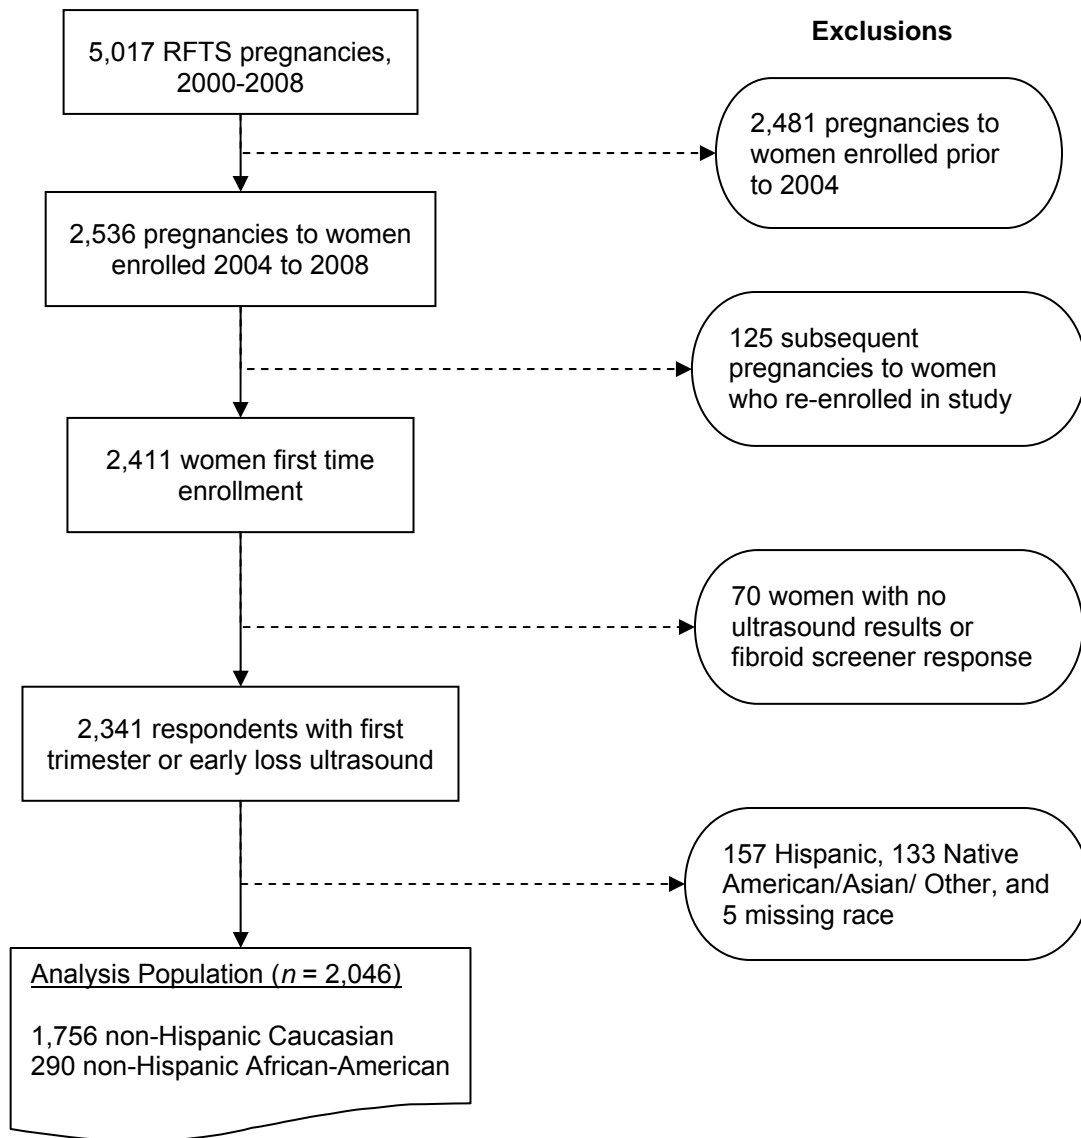 Exclusions
5,017 RFTS pregnancies,
2000-2008
2,481 pregnancies to
women enrolled prior
to 2004
2,536 pregnancies to women
enrolled 2004 to 2008
125 subsequent
pregnancies to women
who re-enrolled in study
2,411 women first time
enrollment
70 women with no
ultrasound results or
fibroid screener response
2,341 respondents with first
trimester or early loss ultrasound
157 Hispanic, 133 Native
American/Asian/ Other, and
5 missing race
Analysis Population (n = 2,046)
1,756 non-Hispanic Caucasian
290 non-Hispanic African-American